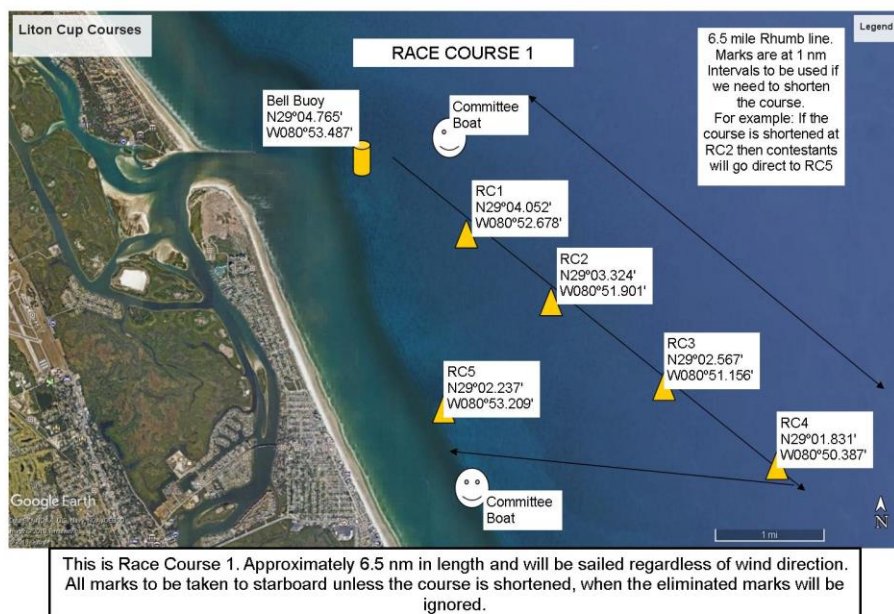 Liton Cup Courses
RACE COURSE 1
Legend
6.5 mile Rhumb line.
Marks are at 1 nm
Intervals to be used if
we need to shorten
the course.
For example: If the
course is shortened at
RC2 then contestants
will go direct to RC5
Bell Buoy
N29º04.765'
W080º53.487'
Committee
Boat
RC1
N29º04.052'
W080º52.678'
RC2
N29º03.324'
W080º51.901'
RC3
N29º02.567'
W080º51.156'
RC5
N29º02.237'
W080º53.209'
RC4
N29º01.831'
W080º50.387'
Committee
Boat
Google Earth
N
1 mi
This is Race Course 1. Approximately 6.5 nm in length and will be sailed regardless of wind direction.
All marks to be taken to starboard unless the course is shortened, when the eliminated marks will be
ignored.